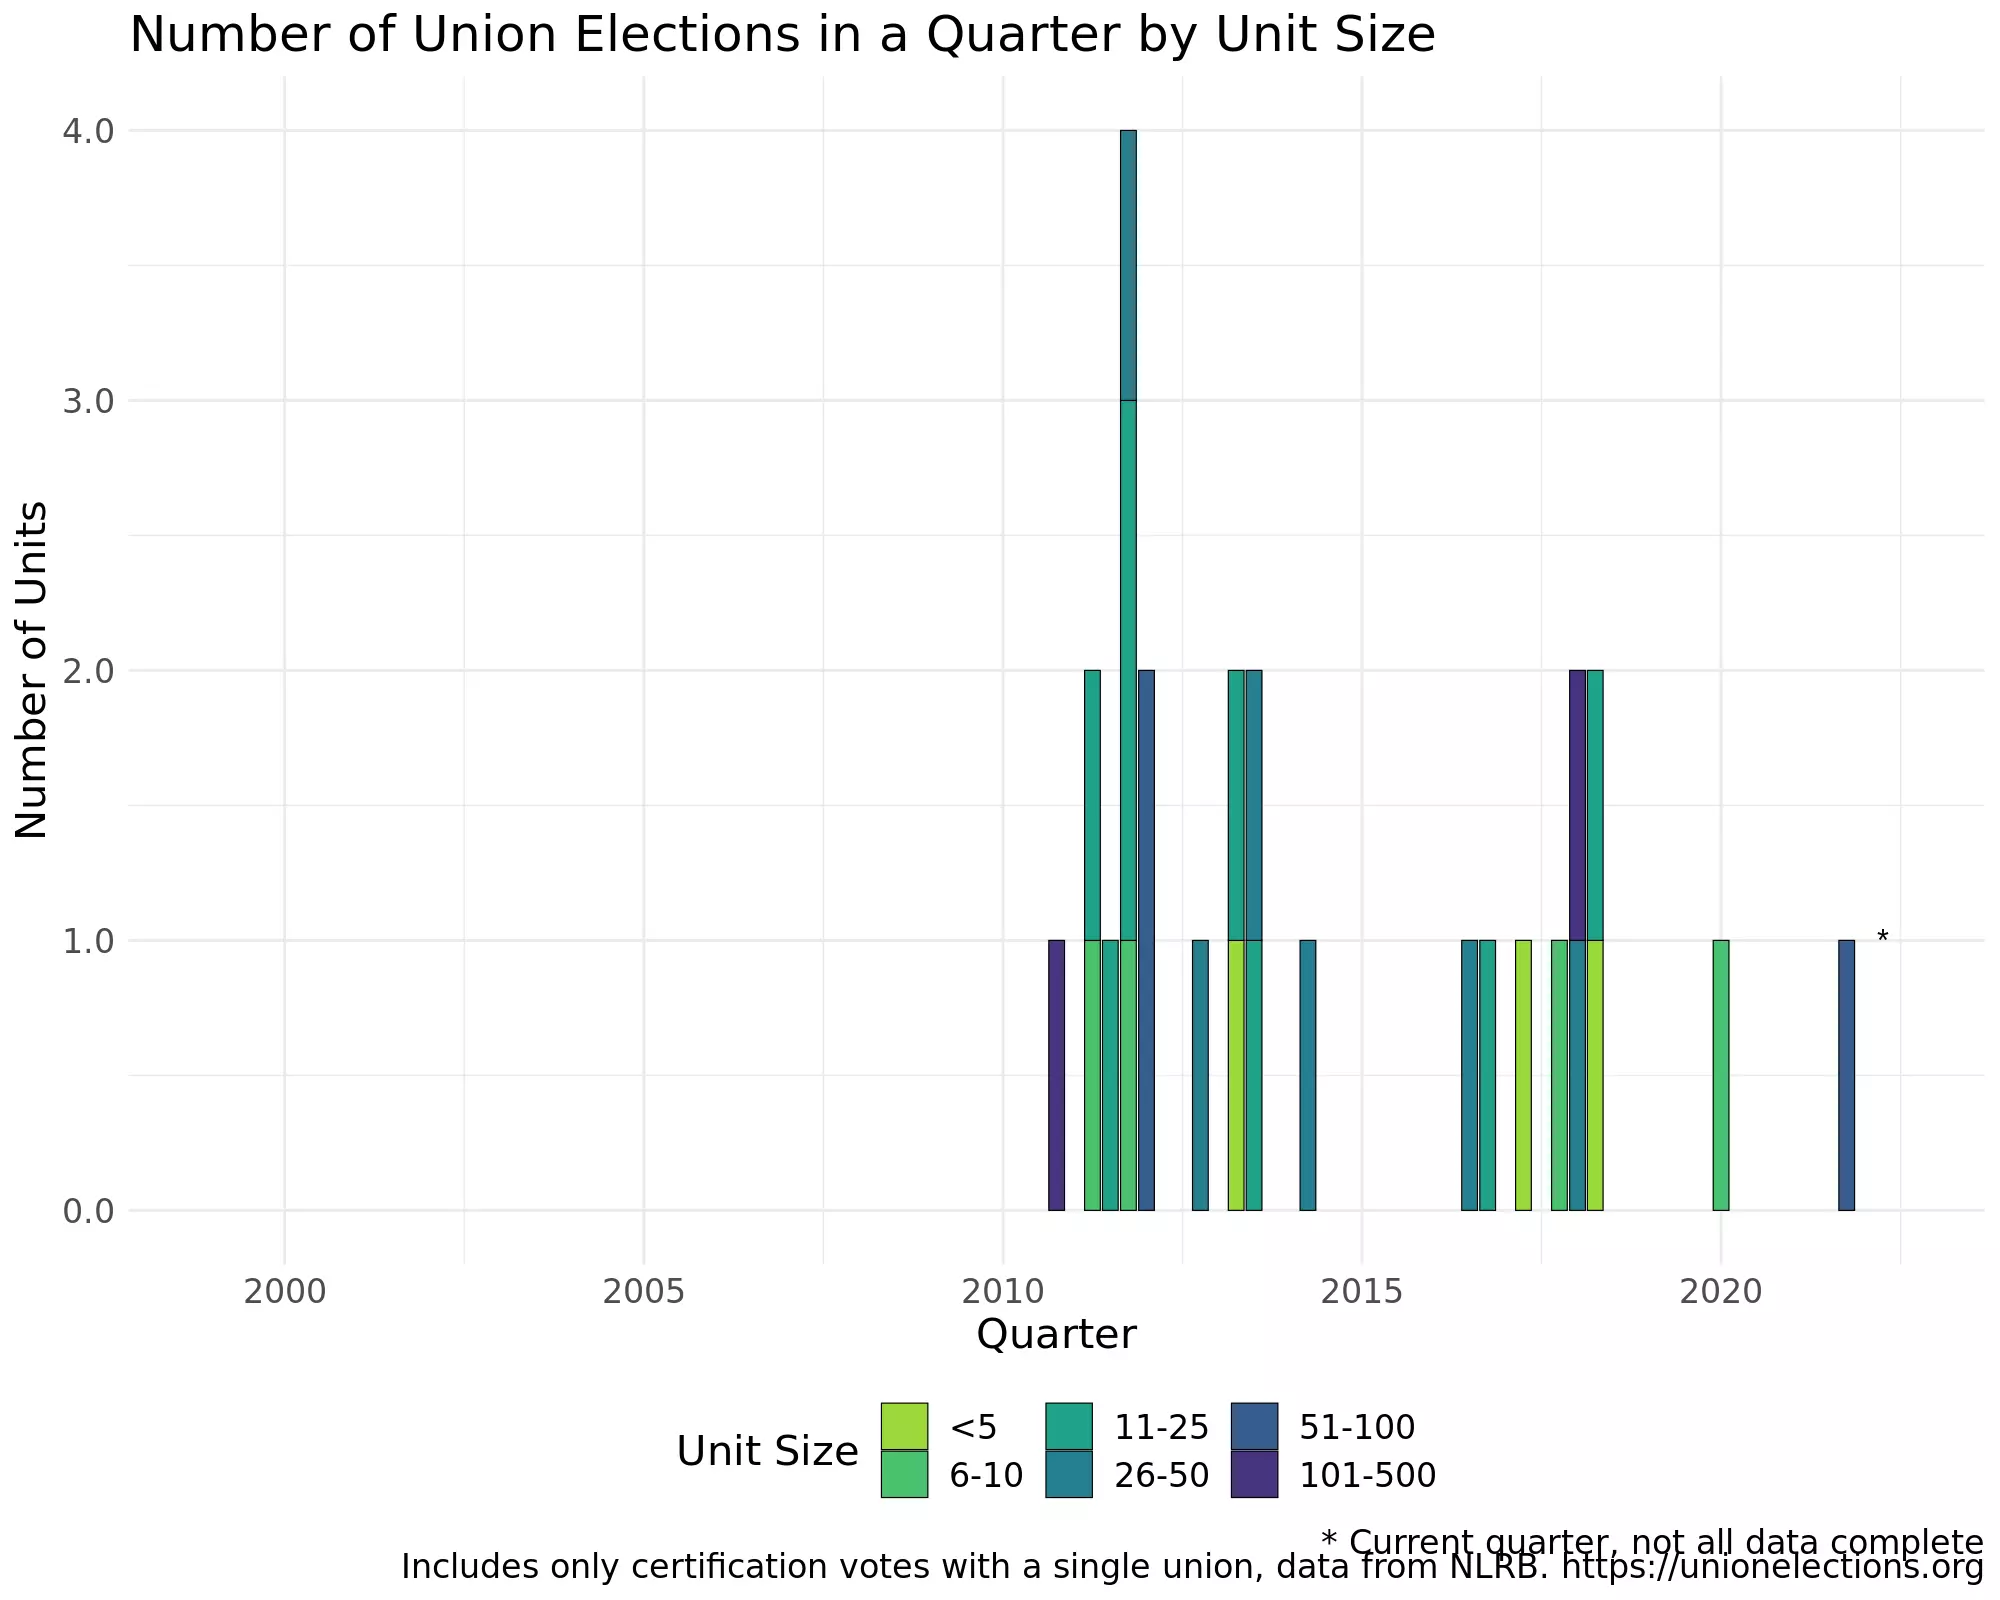 Number of Union Elections in a Quarter by Unit Size
Number of Units
4.0
3.0
2.0
1.0
0.0
*
2000 2005 2010 2015 2020
Quarter
Unit Size
<5 11-25 51-100
6-10 26-50 101-500
* Current quarter, not all data complete
Includes only certification votes with a single union, data from NLRB. https://unionelections.org